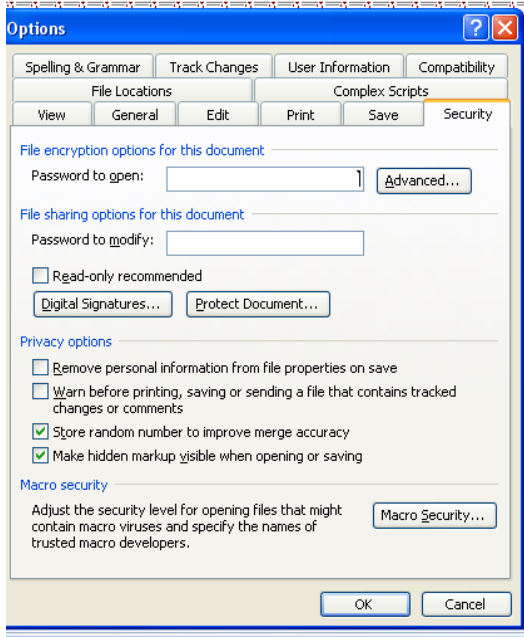 Options
Spelling & Grammar Track Changes User Information Compatibility
File Locations Complex Scripts
View General Edit Print Save Security
File encryption options for this document
Password to open: Advanced...
File sharing options for this document
Password to modify:
Read-only recommended
Digital Signatures... Protect Document...
Privacy options
Remove personal information from file properties on save
Warn before printing, saving or sending a file that contains tracked
changes or comments
Store random number to improve merge accuracy
Make hidden markup visible when opening or saving
Macro security
Adjust the security level for opening files that might
contain macro viruses and specify the names of
trusted macro developers.
Macro Security...
OK Cancel